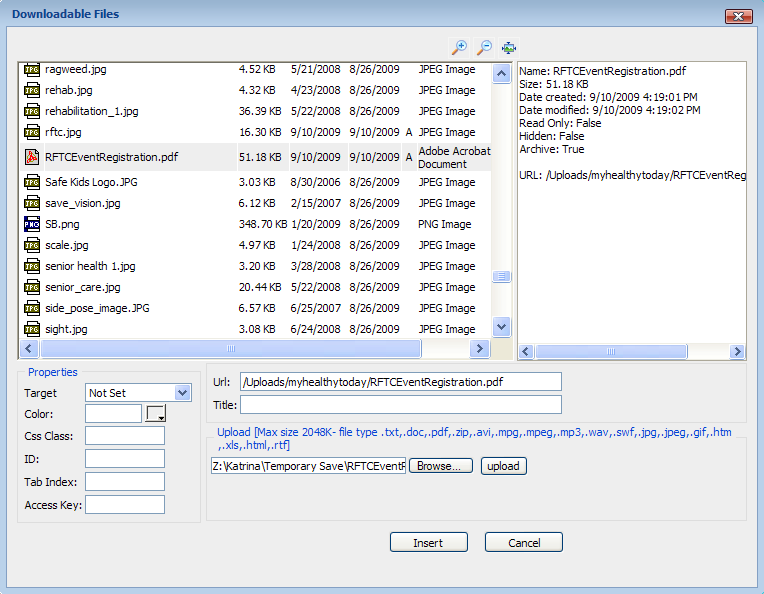 Downloadable Files
JPG ragweed.jpg 4.52 KB 5/21/2008 8/26/2009 JPEG Image
JPG rehab.jpg 4.32 KB 4/23/2008 8/26/2009 JPEG Image
JPG rehabilitation_1.jpg 36.39 KB 5/22/2008 8/26/2009 JPEG Image
JPG rftc.jpg 16.30 KB 9/10/2009 9/10/2009 A JPEG Image
RFTCEventRegistration.pdf 51.18 KB 9/10/2009 9/10/2009 A Adobe Acrobat
Document
JPG Safe Kids Logo.JPG 3.03 KB 8/30/2006 8/26/2009 JPEG Image
JPG save_vision.jpg 6.12 KB 2/15/2007 8/26/2009 JPEG Image
PNG SB.png 348.70 KB 1/20/2009 8/26/2009 PNG Image
JPG scale.jpg 4.97 KB 1/24/2008 8/26/2009 JPEG Image
JPG senior health 1.jpg 3.20 KB 3/28/2008 8/26/2009 JPEG Image
JPG senior_care.jpg 20.44 KB 5/22/2008 8/26/2009 JPEG Image
JPG side_pose_image.JPG 6.57 KB 6/25/2007 8/26/2009 JPEG Image
JPG sight.jpg 3.08 KB 6/24/2008 8/26/2009 JPEG Image
Name: RFTCEventRegistration.pdf
Size: 51.18 KB
Date created: 9/10/2009 4:19:01 PM
Date modified: 9/10/2009 4:19:02 PM
Read Only: False
Hidden: False
Archive: True
URL: /Uploads/myhealthytoday/RFTCEventReg
Properties
Target Not Set
Color:
Css Class:
ID:
Tab Index:
Access Key:
Url: /Uploads/myhealthytoday/RFTCEventRegistration.pdf
Title:
Upload [Max size 2048K- file type .txt,.doc,.pdf,.zip,.avi,.mpg,.mpeg,.mp3,.wav,.swf,.jpg,.jpeg,.gif,.htm
,.xls,.html,.rtf]
Z:\Katrina\Temporary Save\RFTCEventF Browse... upload
Insert Cancel